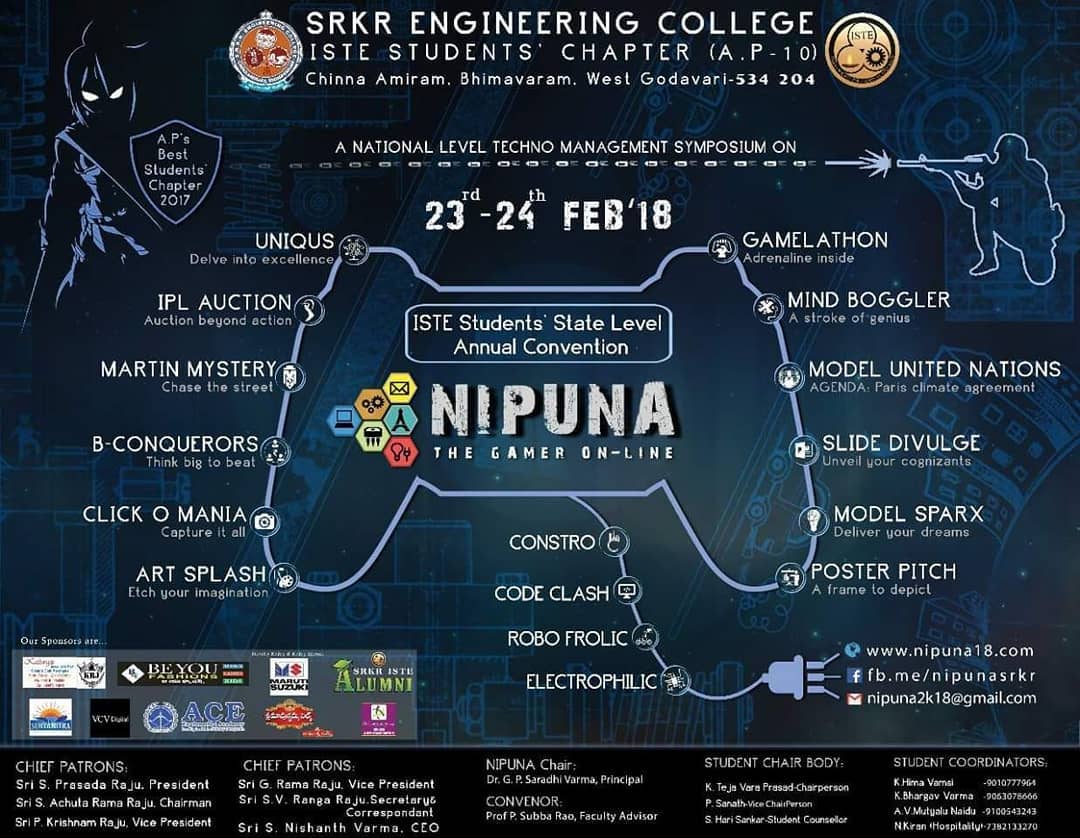 SRKR ENGINEERING COLLEGE
ISTE STUDENTS' CHAPTER (A.P-10)
Chinna Amiram, Bhimavaram, West Godavari-534 204
ISTE
A.P's
Best
Students'
Chapter
2017
A NATIONAL LEVEL TECHNO MANAGEMENT SYMPOSIUM ON
23rd-24th FEB'18
UNIQUS
Delve into excellence
IPL AUCTION
Auction beyond action
MARTIN MYSTERY
Chase the street
B-CONQUERORS
Think big to beat
CLICK O MANIA
Capture it all
ART SPLASH
Etch your imagination
GAMELATHON
Adrenaline inside
MIND BOGGLER
A stroke of genius
MODEL UNITED NATIONS
AGENDA: Paris climate agreement
SLIDE DIVULGE
Unveil your cognizants
MODEL SPARX
Deliver your dreams
POSTER PITCH
A frame to depict
ISTE Students' State Level
Annual Convention
NIPUNA
THE GAMER ON-LINE
CONSTRO
CODE CLASH
ROBO FROLIC
ELECTROPHILIC
www.nipuna18.com
fb.me/nipunasrkr
nipuna2k18@gmail.com
Our Sponsors are...
KRJ
BE YOU
FASHIONS
MARUTI
SUZUKI
SRKR ISTE
ALUMNI
VCV Digital
ACE
CHIEF PATRONS:
Sri S. Prasada Raju, President
Sri S. Achuta Rama Raju, Chairman
Sri P. Krishnam Raju, Vice President
CHIEF PATRONS:
Sri G. Rama Raju, Vice President
Sri S.V. Ranga Raju.Secretary&
Correspondant
Sri S. Nishanth Varma, CEO
NIPUNA Chair:
Dr. G. P. Saradhi Varma, Principal
CONVENOR:
Prof P. Subba Rao, Faculty Advisor
STUDENT CHAIR BODY:
K. Teja Vara Prasad-Chairperson
P. Sanath-Vice ChairPerson
S. Hari Sankar-Student Counsellor
STUDENT COORDINATORS:
K.Hima Vamsi -9010777964
K.Bhargav Varma -9063078666
A.V.Mutyalu Naidu -9100543243
N.Kiran (Hospitality)-7382133270